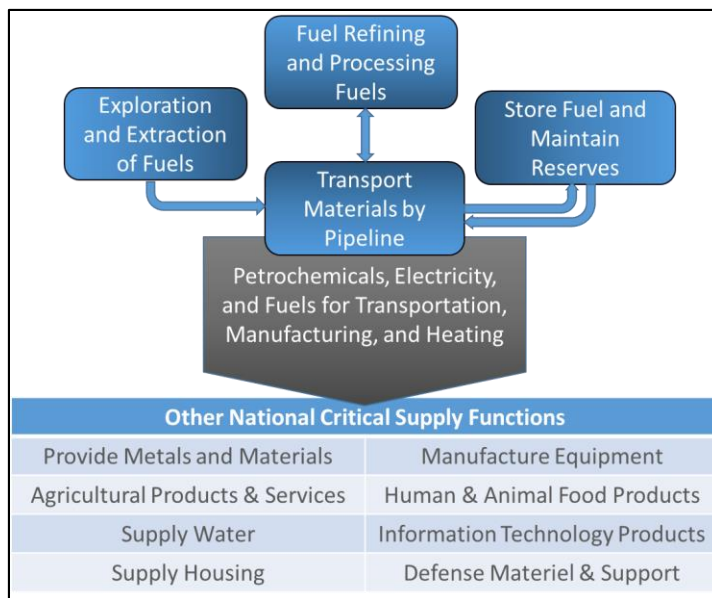 Fuel Refining
and Processing
Fuels
Exploration
and Extraction
of Fuels
Store Fuel and
Maintain
Reserves
Transport
Materials by
Pipeline
Petrochemicals, Electricity,
and Fuels for Transportation,
Manufacturing, and Heating
Other National Critical Supply Functions
Provide Metals and Materials
Manufacture Equipment
Agricultural Products & Services
Human & Animal Food Products
Supply Water
Information Technology Products
Supply Housing
Defense Materiel & Support